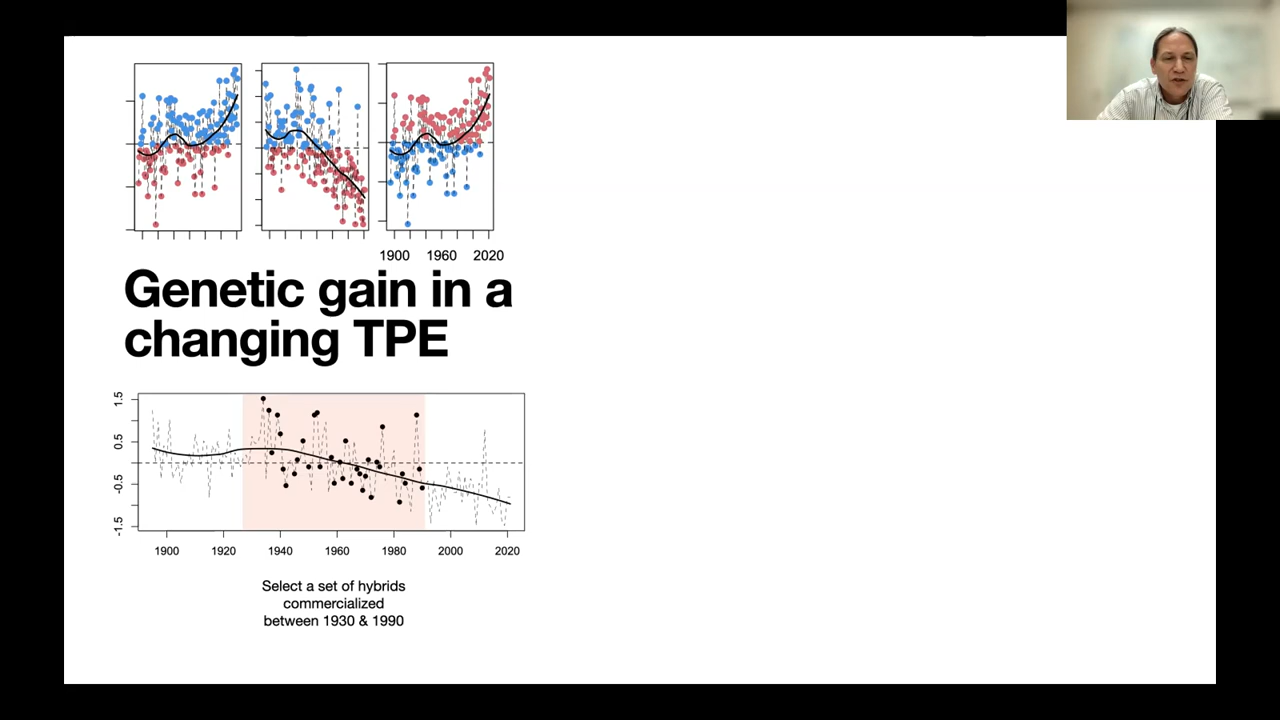 1900 1960 2020
Genetic gain in a
changing TPE
1.5
0.5
-0.5
-1.5
1900 1920 1940 1960 1980 2000 2020
Select a set of hybrids
commercialized
between 1930 & 1990